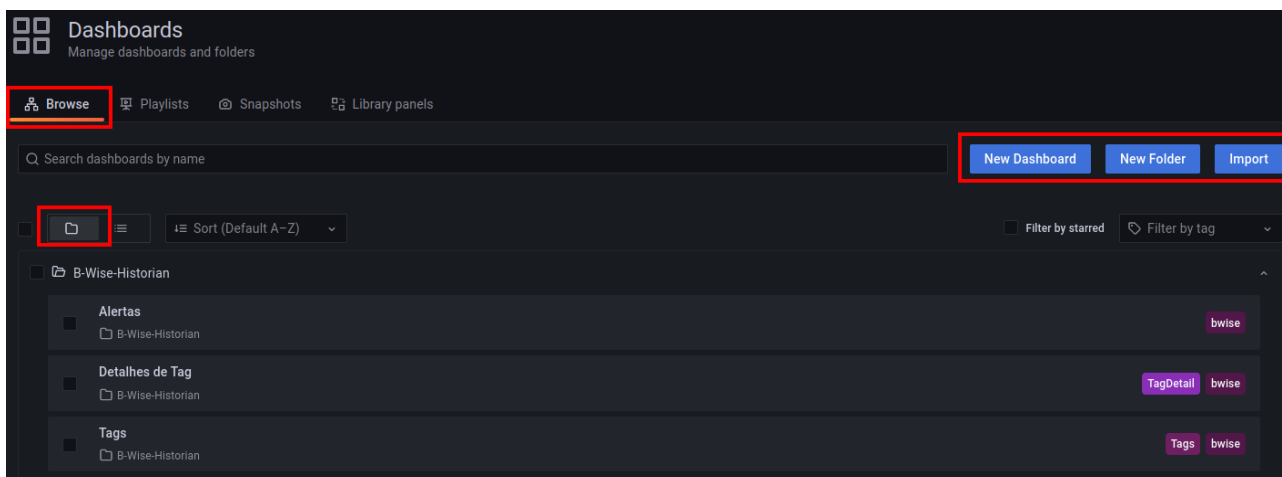 Dashboards
Manage dashboards and folders
Browse Playlists Snapshots Library panels
Search dashboards by name New Dashboard New Folder Import
Sort (Default A–Z) Filter by starred Filter by tag
B-Wise-Historian
Alertas
B-Wise-Historian bwise
Detalhes de Tag
B-Wise-Historian TagDetail bwise
Tags
B-Wise-Historian Tags bwise